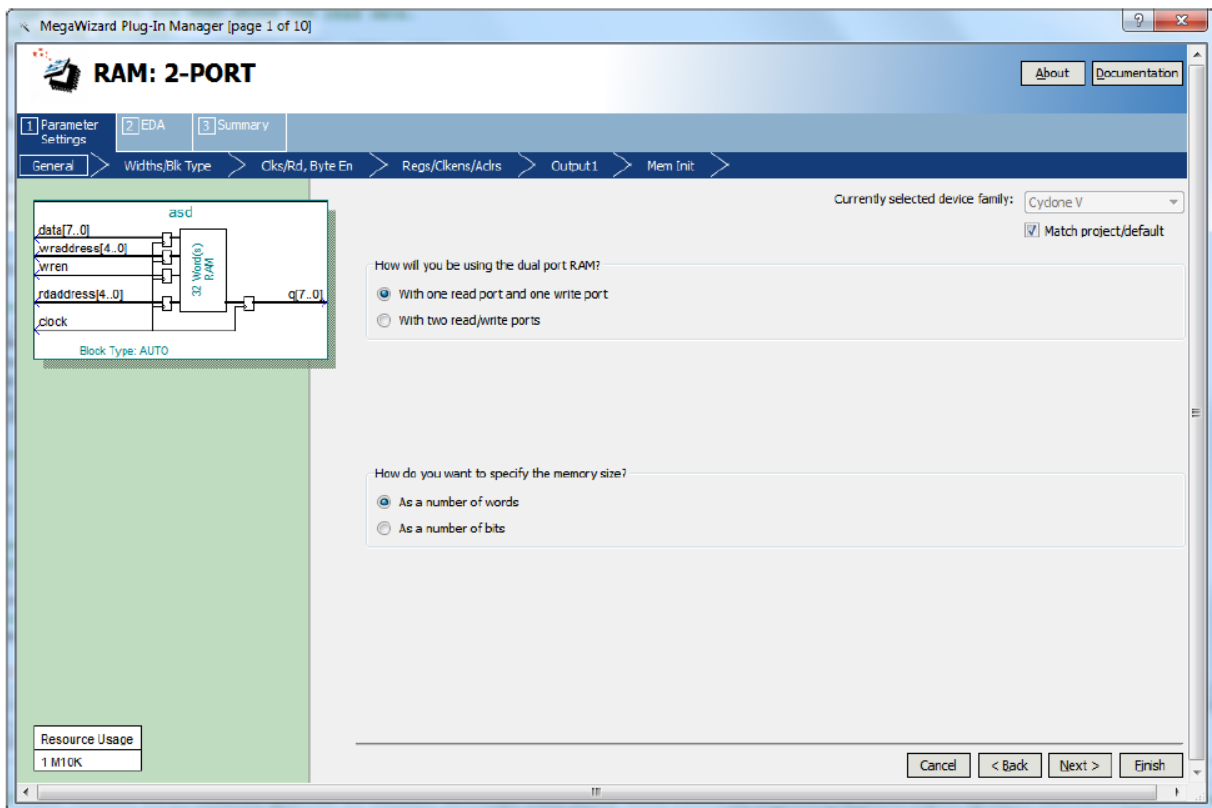 MegaWizard Plug-In Manager [page 1 of 10]
RAM: 2-PORT
About
Documentation
1 Parameter Settings
2 EDA
3 Summary
General
Widths/Blk Type
Clks/Rd, Byte En
Regs/Clkens/Aclrs
Output1
Mem Init
Currently selected device family:
Cyclone V
Match project/default
asd
data[7..0]
wraddress[4..0]
wren
rdaddress[4..0]
clock
32 Word(s)
RAM
q[7..0]
Block Type: AUTO
How will you be using the dual port RAM?
With one read port and one write port
With two read/write ports
How do you want to specify the memory size?
As a number of words
As a number of bits
Resource Usage
1 M10K
Cancel
< Back
Next >
Finish